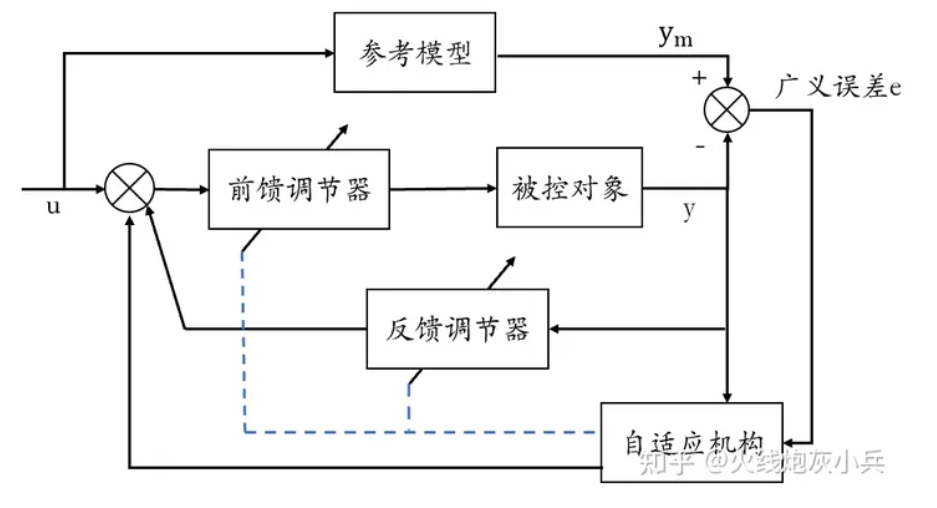 参考模型
yₘ
+
广义误差e
-
u
前馈调节器
被控对象
y
反馈调节器
自适应机构
知乎 @火线炮灰小兵